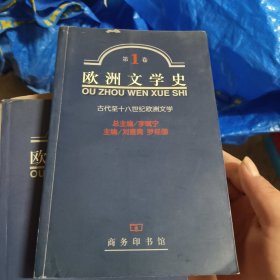 第1卷
欧洲文学史
OU ZHOU WEN XUE SHI
古代至十八世纪欧洲文学
总主编/李赋宁
主编/刘意青 罗经国
商务印书馆
欧
OU